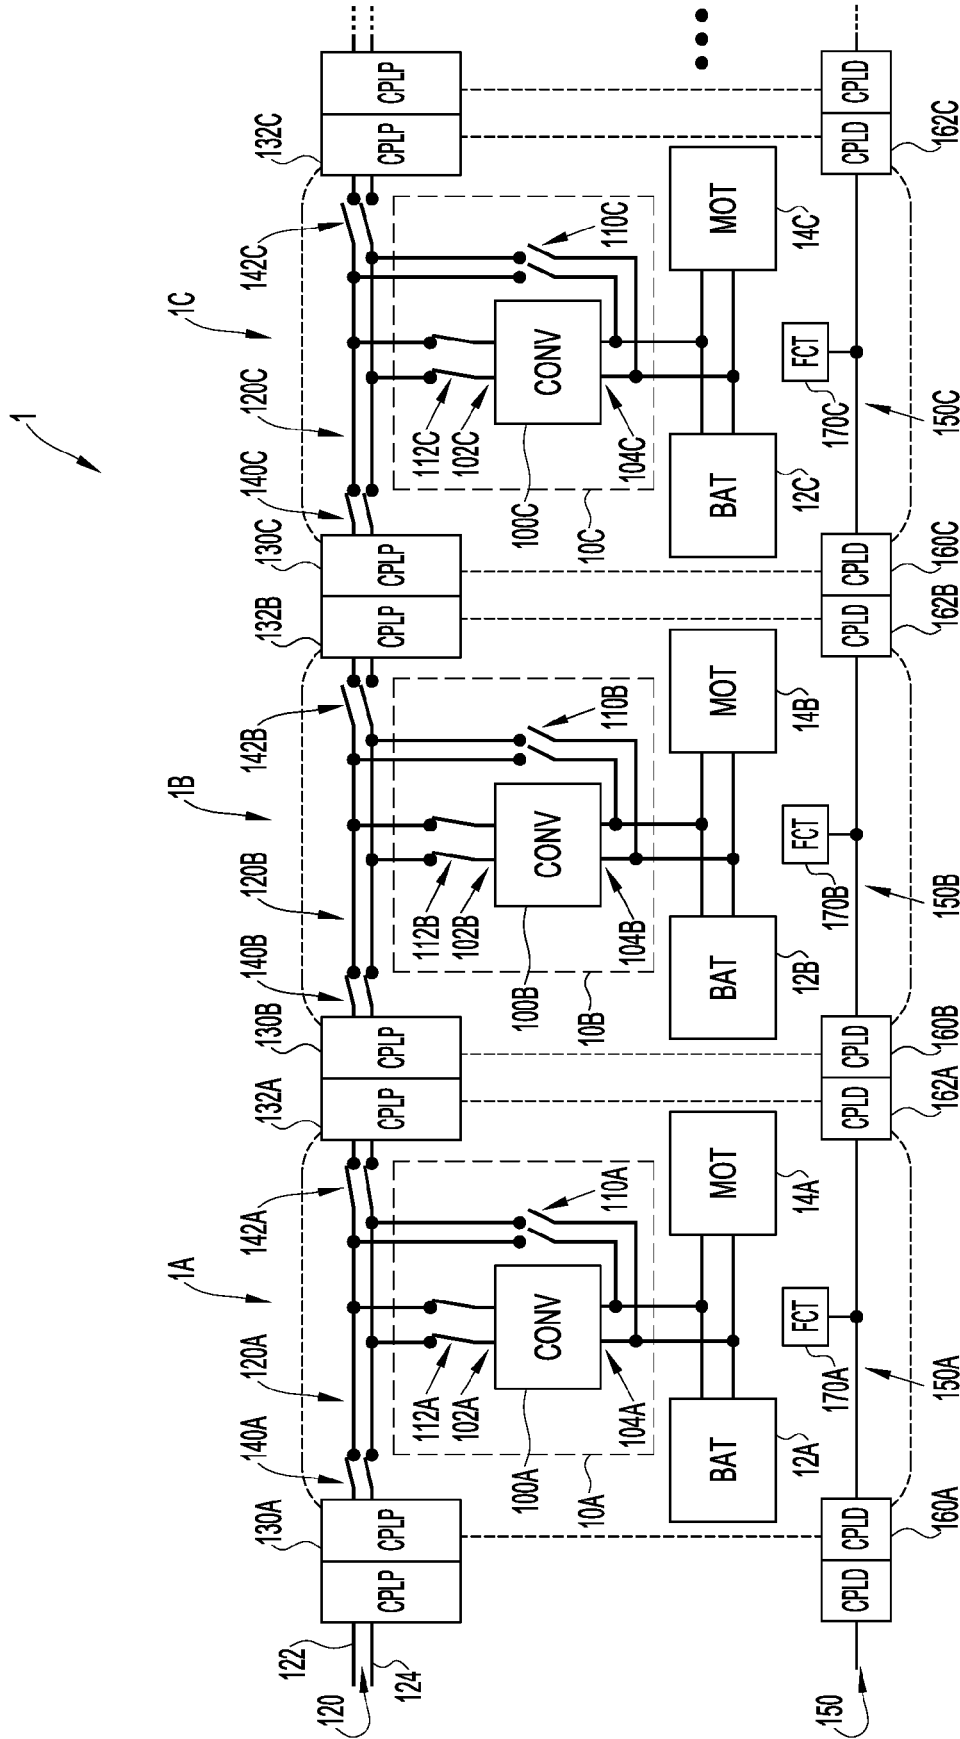 1
1A
1B
1C
130A
140A
120A
142A
132A
130B
140B
120B
142B
132B
130C
140C
120C
142C
132C
122
120
124
CPLP
CPLP
CPLP
CPLP
CPLP
CPLP
CPLP
CPLP
112A
102A
110A
112B
102B
110B
112C
102C
110C
CONV
CONV
CONV
100A
10A
104A
100B
10B
104B
100C
10C
104C
BAT
MOT
BAT
MOT
BAT
MOT
12A
14A
12B
14B
12C
14C
FCT
FCT
FCT
170A
170B
170C
CPLD
CPLD
CPLD
CPLD
CPLD
CPLD
CPLD
CPLD
150
160A
150A
162A
160B
150B
162B
160C
150C
162C